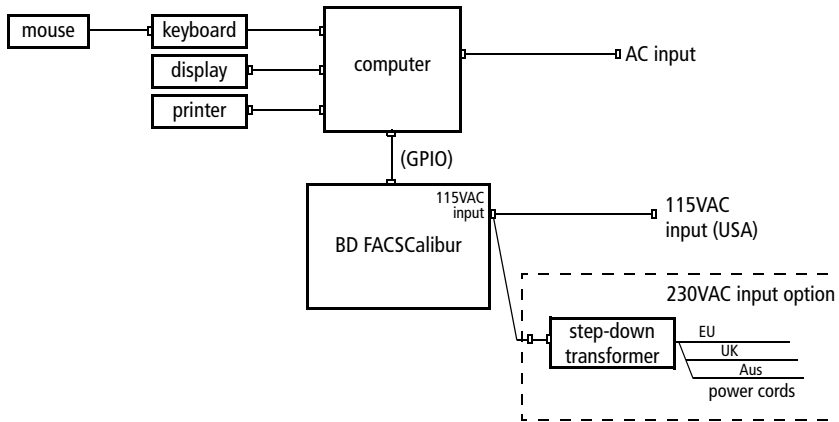 mouse
keyboard
display
printer
computer
AC input
(GPIO)
115VAC
input
BD FACSCalibur
115VAC
input (USA)
230VAC input option
step-down
transformer
EU
UK
Aus
power cords